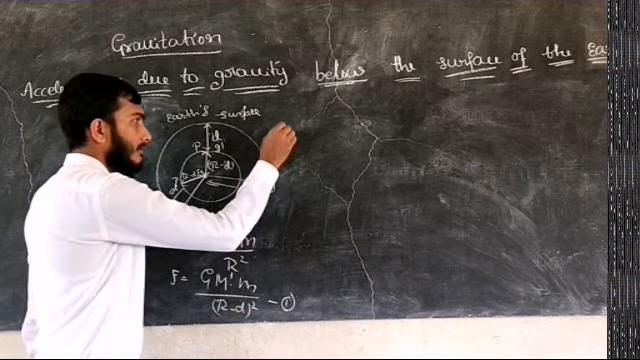 Gravitation
Accele due to gravity below the surface of the Ea
Earth's surface
d
P g'
(R-d)
m
R²
F = GM' m
(R-d)² - ①